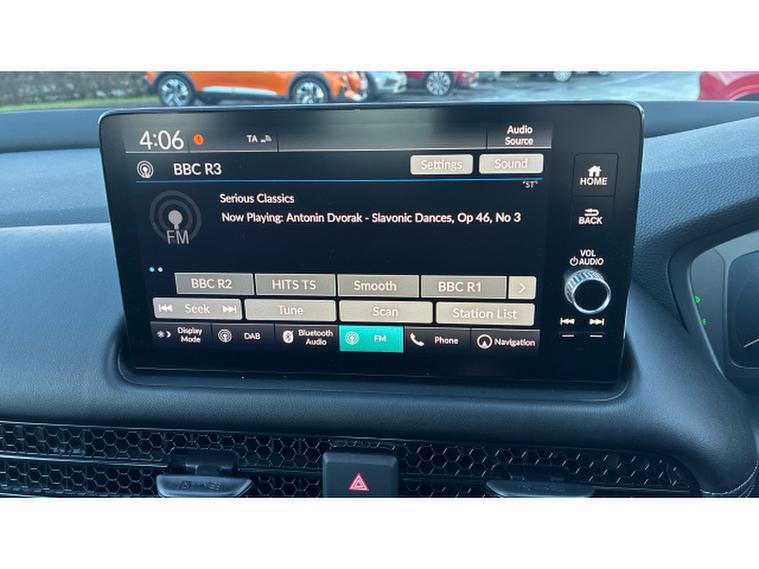 4:06 TA Audio Source
BBC R3 Settings Sound
"ST"
Serious Classics
Now Playing: Antonin Dvorak - Slavonic Dances, Op 46, No 3
FM
BBC R2 HITS TS Smooth BBC R1 >
Seek Tune Scan Station List
Display Mode DAB Bluetooth Audio FM Phone Navigation
HOME
BACK
VOL
AUDIO